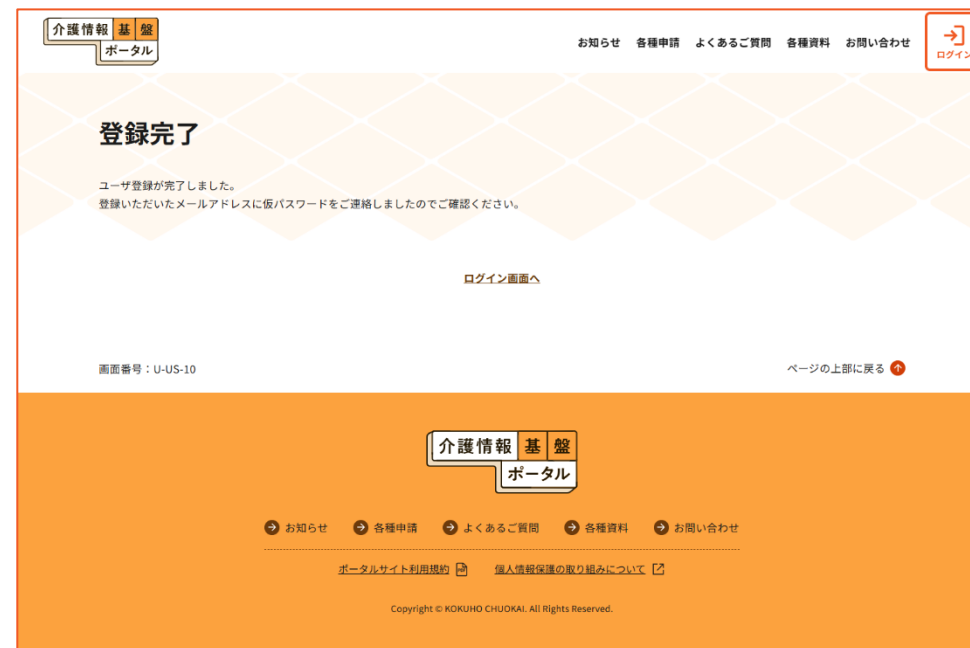 介護情報基盤
ポータル
お知らせ 各種申請 よくあるご質問 各種資料 お問い合わせ
ログイン
登録完了
ユーザ登録が完了しました。
登録いただいたメールアドレスに仮パスワードをご連絡しましたのでご確認ください。
ログイン画面へ
画面番号：U-US-10
ページの上部に戻る
介護情報基盤
ポータル
お知らせ 各種申請 よくあるご質問 各種資料 お問い合わせ
ポータルサイト利用規約 個人情報保護の取り組みについて
Copyright © KOKUHO CHUOKAI. All Rights Reserved.